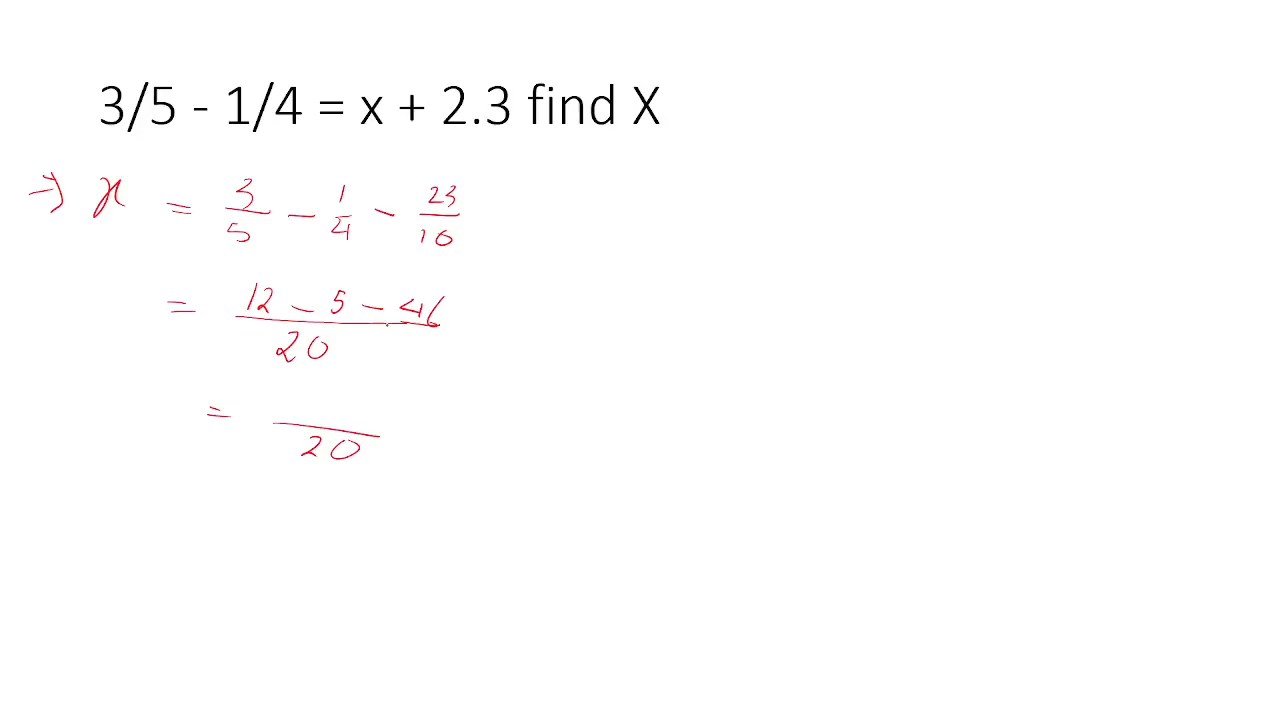 3/5 - 1/4 = x + 2.3 find X
⇒ x = 3/5 - 1/4 - 23/10
= 12 - 5 - 46 / 20
= /20